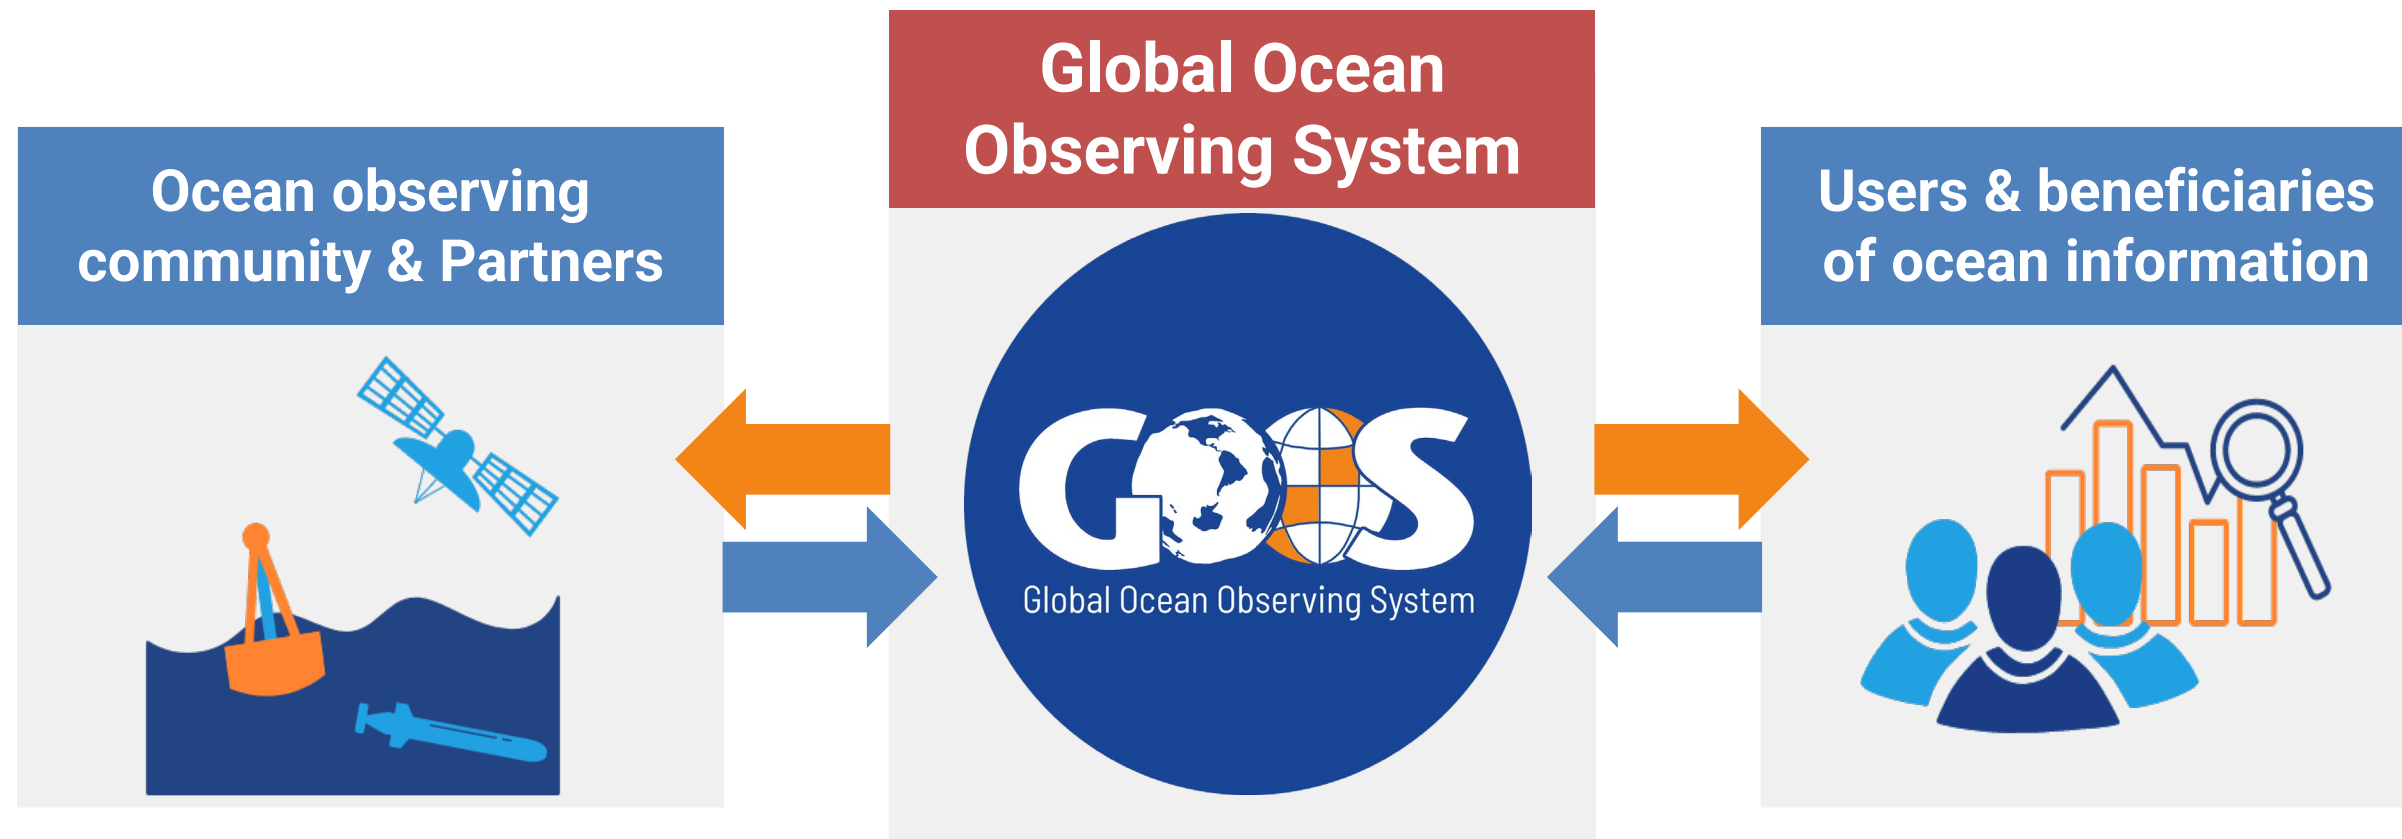 Global Ocean
Observing System
Ocean observing
community & Partners
Users & beneficiaries
of ocean information
GOOS
Global Ocean Observing System